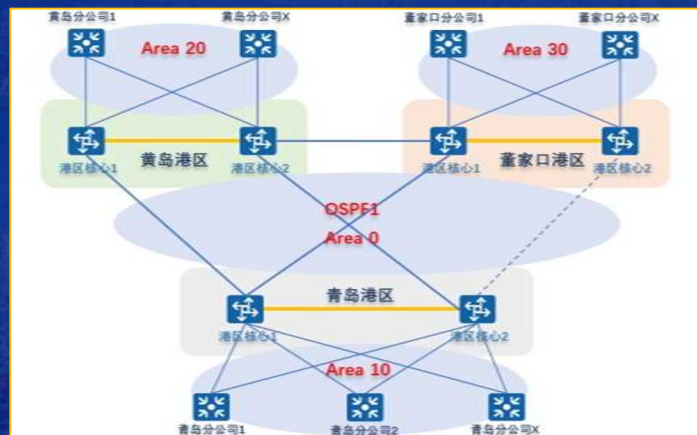 黄岛分公司1
黄岛分公司X
董家口分公司1
董家口分公司X
Area 20
Area 30
港区核心1
黄岛港区
港区核心2
港区核心1
董家口港区
港区核心2
OSPF1
Area 0
青岛港区
港区核心1
港区核心2
Area 10
青岛分公司1
青岛分公司2
青岛分公司X